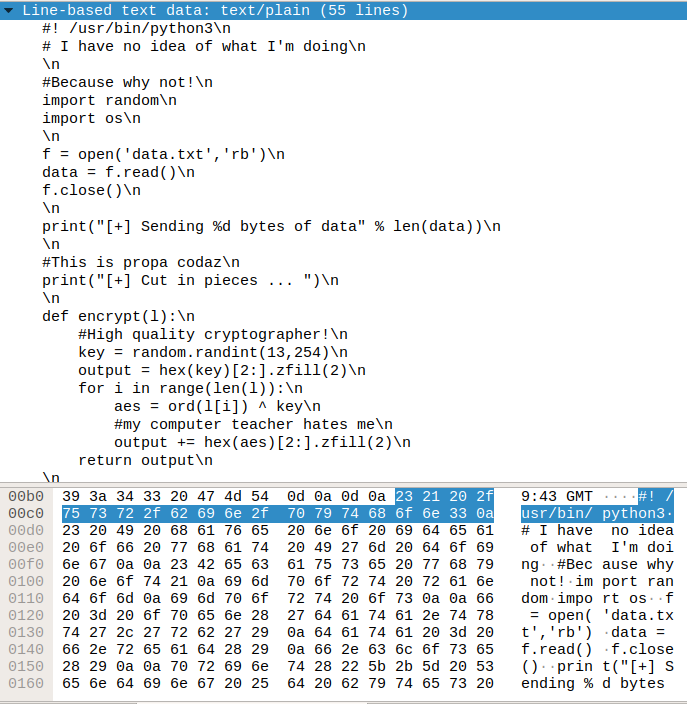 Line-based text data: text/plain (55 lines)
#! /usr/bin/python3\n
# I have no idea of what I'm doing\n
\n
#Because why not!\n
import random\n
import os\n
\n
f = open('data.txt','rb')\n
data = f.read()\n
f.close()\n
\n
print("[+] Sending %d bytes of data" % len(data))\n
\n
#This is propa codaz\n
print("[+] Cut in pieces ... ")\n
\n
def encrypt(l):\n
    #High quality cryptographer!\n
    key = random.randint(13,254)\n
    output = hex(key)[2:].zfill(2)\n
    for i in range(len(l)):\n
        aes = ord(l[i]) ^ key\n
        #my computer teacher hates me\n
        output += hex(aes)[2:].zfill(2)\n
    return output\n
\n
00b0 39 3a 34 33 20 47 4d 54 0d 0a 0d 0a 23 21 20 2f 9:43 GMT ····#! /
00c0 75 73 72 2f 62 69 6e 2f 70 79 74 68 6f 6e 33 0a usr/bin/ python3·
00d0 23 20 49 20 68 61 76 65 20 6e 6f 20 69 64 65 61 # I have  no idea
00e0 20 6f 66 20 77 68 61 74 20 49 27 6d 20 64 6f 69  of what  I'm doi
00f0 6e 67 0a 0a 23 42 65 63 61 75 73 65 20 77 68 79 ng··#Bec ause why
0100 20 6e 6f 74 21 0a 69 6d 70 6f 72 74 20 72 61 6e  not!·im port ran
0110 64 6f 6d 0a 69 6d 70 6f 72 74 20 6f 73 0a 0a 66 dom·impo rt os··f
0120 20 3d 20 6f 70 65 6e 28 27 64 61 74 61 2e 74 78  = open( 'data.tx
0130 74 27 2c 27 72 62 27 29 0a 64 61 74 61 20 3d 20 t','rb') ·data =
0140 66 2e 72 65 61 64 28 29 0a 66 2e 63 6c 6f 73 65 f.read() ·f.close
0150 28 29 0a 0a 70 72 69 6e 74 28 22 5b 2b 5d 20 53 ()··prin t("[+] S
0160 65 6e 64 69 6e 67 20 25 64 20 62 79 74 65 73 20 ending % d bytes